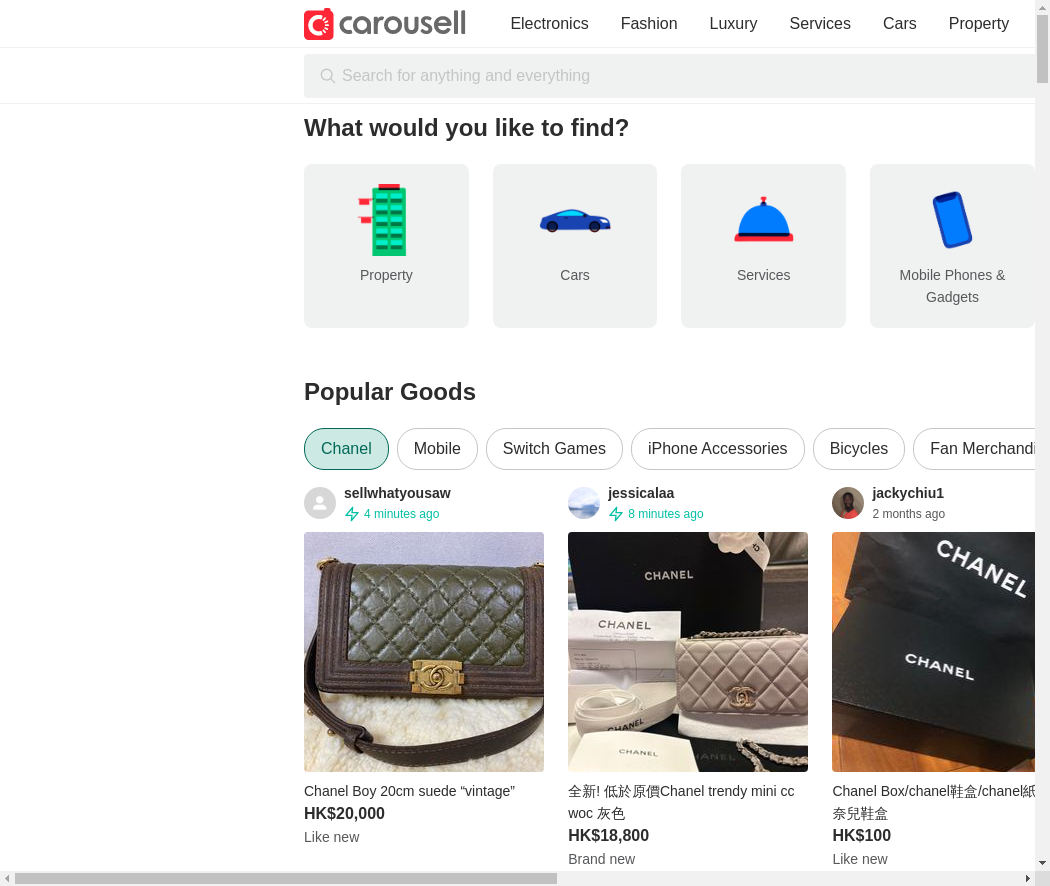 carousell
Electronics
Fashion
Luxury
Services
Cars
Property
Search for anything and everything
What would you like to find?
Property
Cars
Services
Mobile Phones &
Gadgets
Popular Goods
Chanel
Mobile
Switch Games
iPhone Accessories
Bicycles
Fan Merchandi
sellwhatyousaw
4 minutes ago
Chanel Boy 20cm suede “vintage”
HK$20,000
Like new
jessicalaa
8 minutes ago
CHANEL
CHANEL
CHANEL
CHANEL
CHANEL
全新! 低於原價Chanel trendy mini cc
woc 灰色
HK$18,800
Brand new
jackychiu1
2 months ago
CHANEL
CHANEL
Chanel Box/chanel鞋盒/chanel紙
奈兒鞋盒
HK$100
Like new